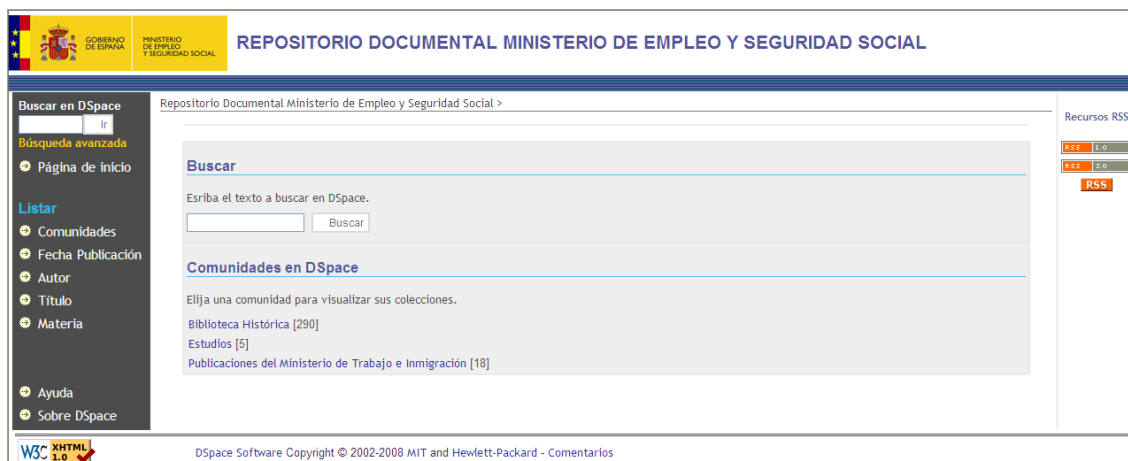 GOBIERNO
DE ESPAÑA
MINISTERIO
DE EMPLEO
Y SEGURIDAD SOCIAL
REPOSITORIO DOCUMENTAL MINISTERIO DE EMPLEO Y SEGURIDAD SOCIAL
Buscar en DSpace
Ir
Búsqueda avanzada
Página de inicio
Listar
Comunidades
Fecha Publicación
Autor
Título
Materia
Ayuda
Sobre DSpace
Repositorio Documental Ministerio de Empleo y Seguridad Social >
Buscar
Esriba el texto a buscar en DSpace.
Buscar
Comunidades en DSpace
Elija una comunidad para visualizar sus colecciones.
Biblioteca Histórica [290]
Estudios [5]
Publicaciones del Ministerio de Trabajo e Inmigración [18]
Recursos RSS
RSS 1.0
RSS 2.0
RSS
W3C XHTML 1.0
DSpace Software Copyright © 2002-2008 MIT and Hewlett-Packard - Comentarios